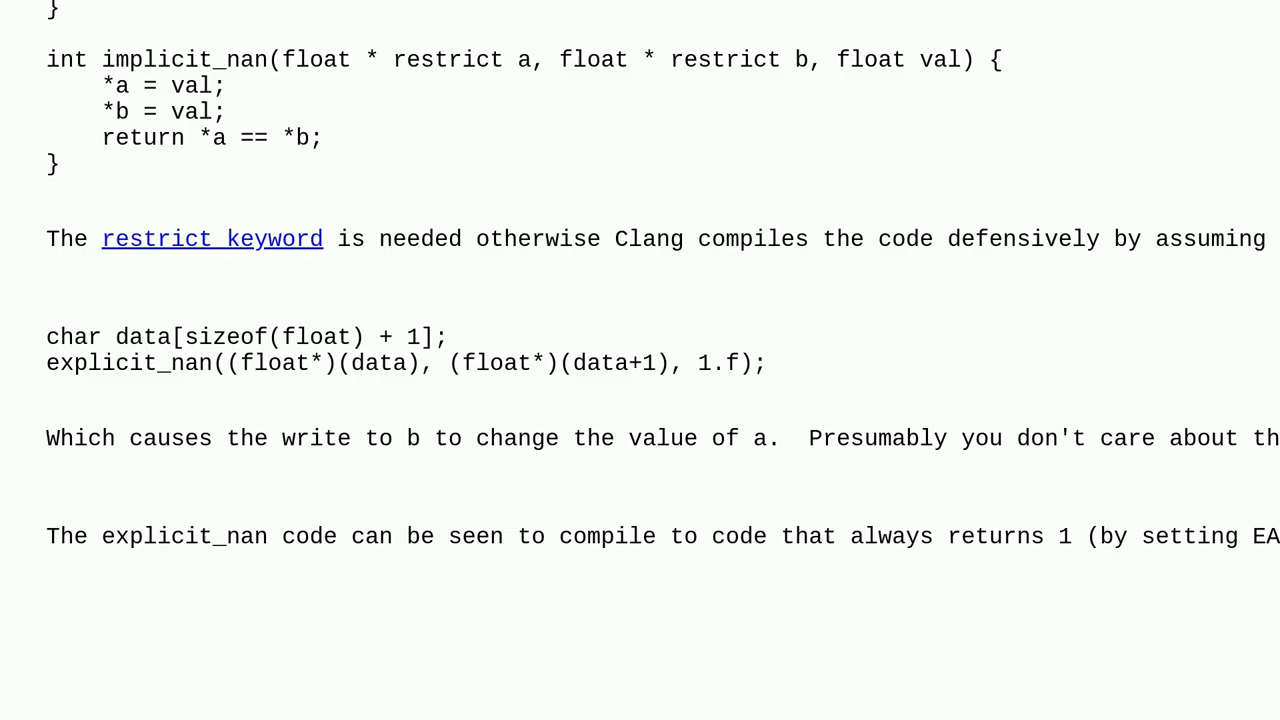 }
int implicit_nan(float * restrict a, float * restrict b, float val) {
    *a = val;
    *b = val;
    return *a == *b;
}
The restrict keyword is needed otherwise Clang compiles the code defensively by assuming
char data[sizeof(float) + 1];
explicit_nan((float*)(data), (float*)(data+1), 1.f);
Which causes the write to b to change the value of a.  Presumably you don't care about th
The explicit_nan code can be seen to compile to code that always returns 1 (by setting EA